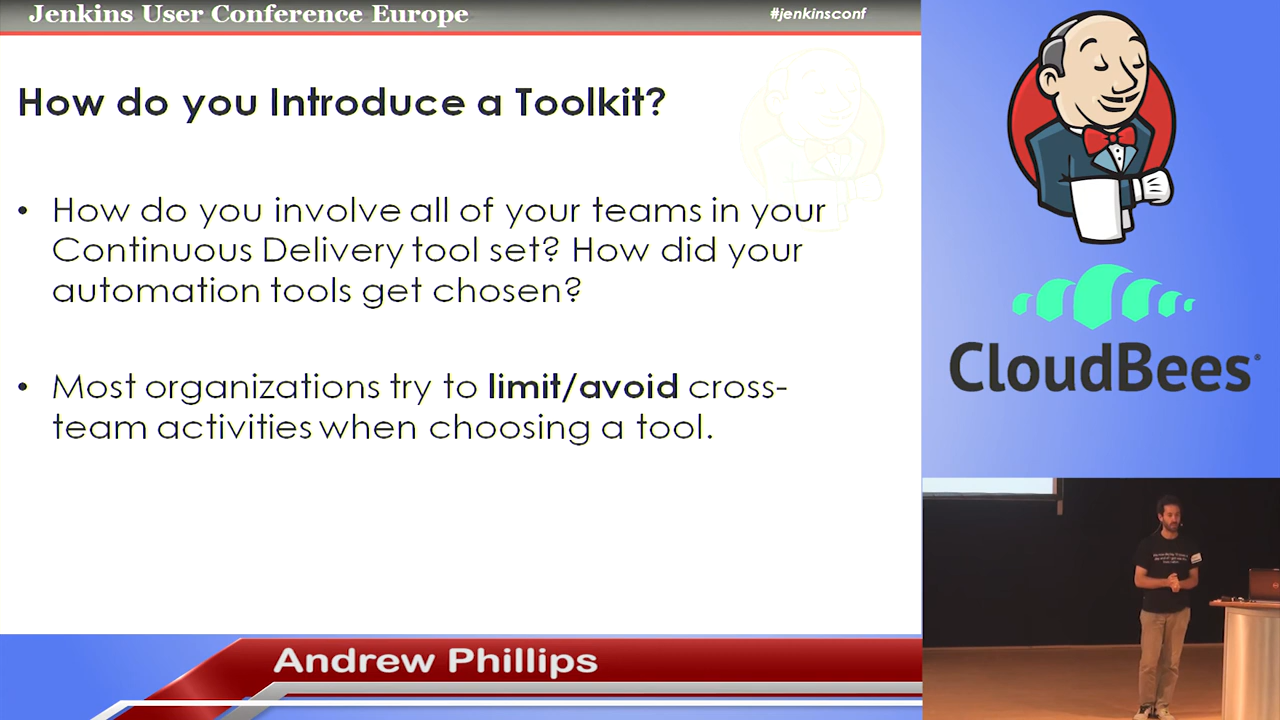 Jenkins User Conference Europe
#jenkinsconf
How do you Introduce a Toolkit?
• How do you involve all of your teams in your
Continuous Delivery tool set? How did your
automation tools get chosen?
• Most organizations try to limit/avoid cross-
team activities when choosing a tool.
CloudBees
Andrew Phillips